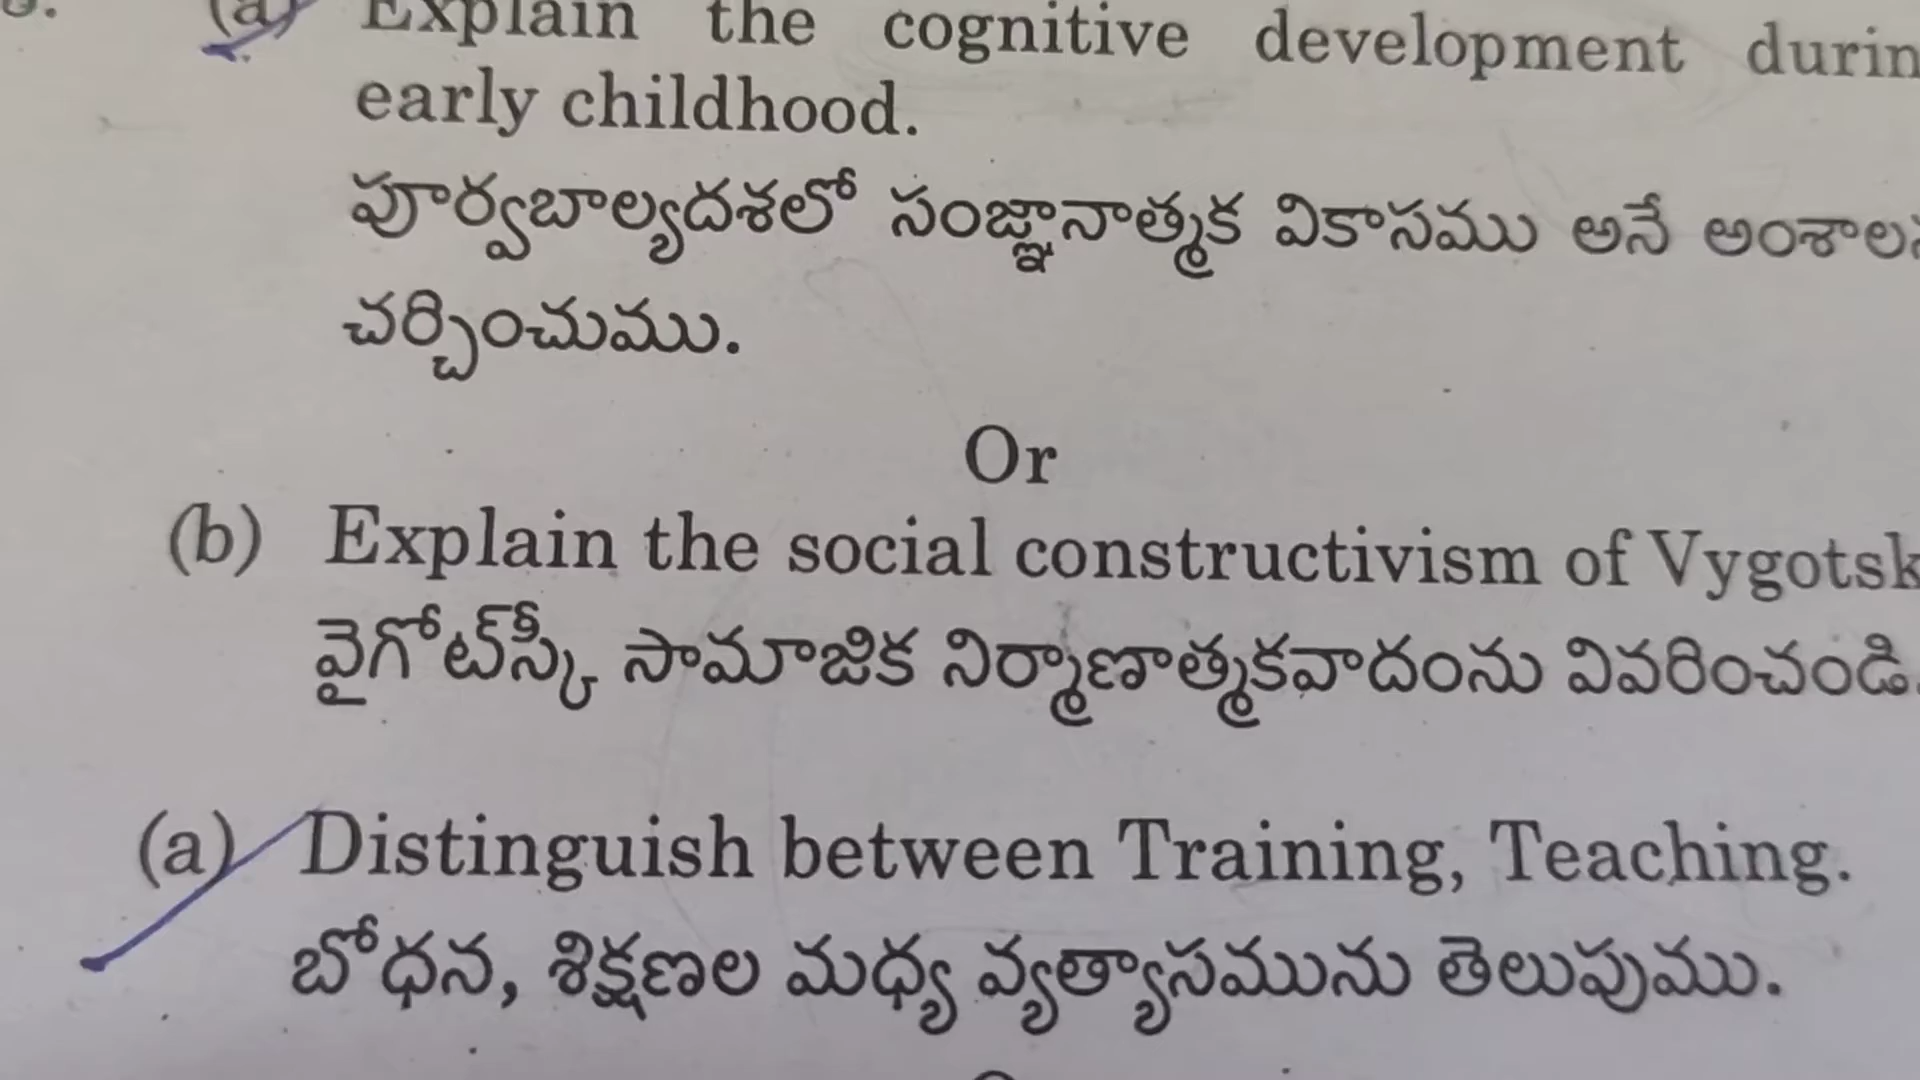 (a) Explain the cognitive development durin
early childhood.
పూర్వబాల్యదశలో సంజ్ఞానాత్మక వికాసము అనే
చర్చించుము.
Or
(b) Explain the social constructivism of Vygotsk
వైగోట్‌స్కీ సామాజిక నిర్మాణాత్మకవాదంను వివరించండి.
(a) Distinguish between Training, Teaching.
బోధన, శిక్షణల మధ్య వ్యత్యాసమును తెలుపుము.